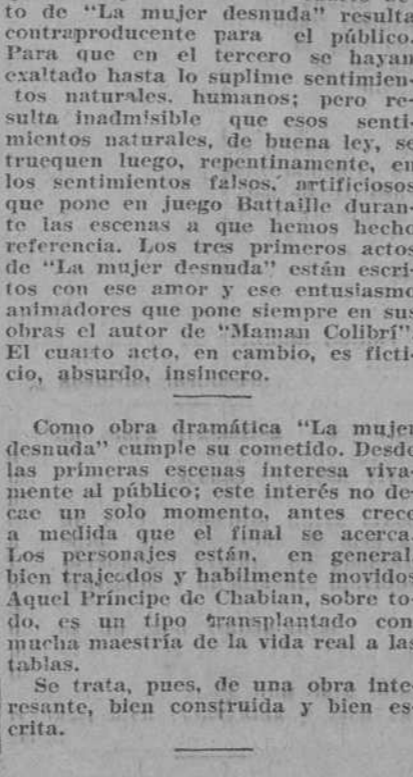 to de “La mujer desnuda” resulta
contraproducente para el público.
Para que en el tercero se hayan
exaltado hasta lo suplime sentimien-
tos naturales. humanos; pero re-
sulta inadmisible que esos senti-
mientos naturales, de buena ley, se
truequen luego, repentinamente, en
los sentimientos falsos, artificiosos
que pone en juego Battaille duran-
te las escenas a que hemos hecho
referencia. Los tres primeros actos
de “La mujer desnuda” están escri-
tos con ese amor y ese entusiasmo
animadores que pone siempre en sus
obras el autor de “Maman Colibrí”.
El cuarto acto, en cambio, es ficti-
cio, absurdo, insincero.
Como obra dramática “La mujer
desnuda” cumple su cometido. Desde
las primeras escenas interesa viva-
mente al público; este interés no de-
cae un solo momento, antes crece
a medida que el final se acerca.
Los personajes están, en general,
bien trajeados y habilmente movidos
Aquel Príncipe de Chabian, sobre to-
do, es un tipo transplantado con
mucha maestría de la vida real a las
tablas.
Se trata, pues, de una obra inte-
resante, bien construida y bien es-
crita.